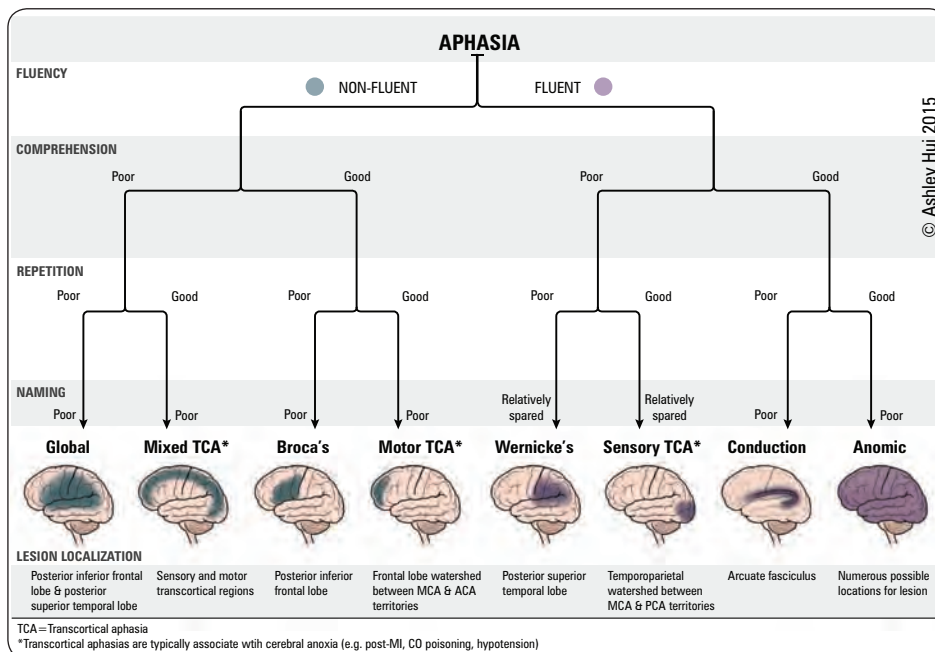 APHASIA
FLUENCY
NON-FLUENT FLUENT
© Ashley Hui 2015
COMPREHENSION
Poor Good Poor Good
REPETITION
Poor Good Poor Good Poor Good Poor Good
NAMING
Poor Poor Poor Poor Relatively spared Relatively spared Poor Poor
Global Mixed TCA* Broca's Motor TCA* Wernicke's Sensory TCA* Conduction Anomic
LESION LOCALIZATION
Posterior inferior frontal
lobe & posterior
superior temporal lobe
Sensory and motor
transcortical regions
Posterior inferior
frontal lobe
Frontal lobe watershed
between MCA & ACA
territories
Posterior superior
temporal lobe
Temporoparietal
watershed between
MCA & PCA territories
Arcuate fasciculus
Numerous possible
locations for lesion
TCA=Transcortical aphasia
*Transcortical aphasias are typically associate wtih cerebral anoxia (e.g. post-MI, CO poisoning, hypotension)